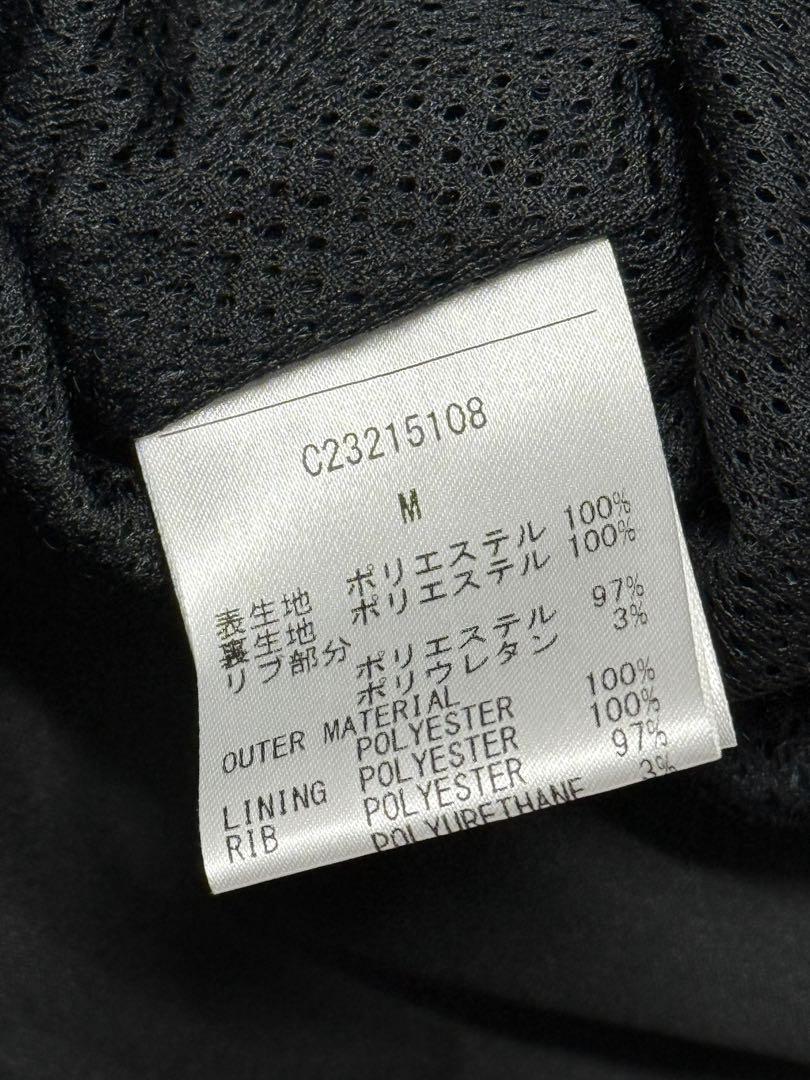 C23215108
M
表生地 ポリエステル 100%
裏生地 ポリエステル 100%
リブ部分 ポリエステル 97%
ポリウレタン 3%
OUTER MATERIAL
POLYESTER 100%
LINING POLYESTER 100%
RIB POLYESTER 97%
POLYURETHANE 3%